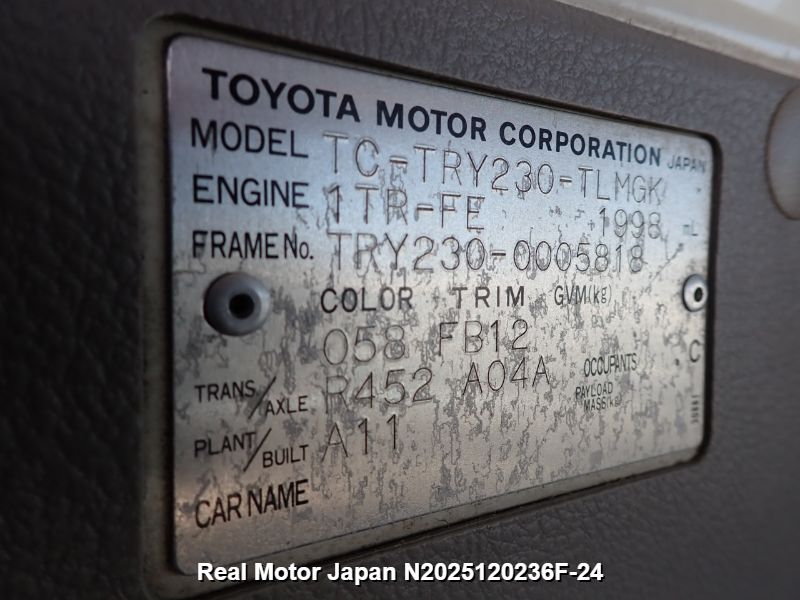 TOYOTA MOTOR CORPORATION JAPAN
MODEL TC-TRY230-TLMGK
ENGINE 1TR-FE 1998 mL
FRAME No. TRY230-0005818
COLOR TRIM GVM(kg)
058 FB12
C
TRANS/AXLE R452 A04A OCCUPANTS
PAYLOAD
MASS(kg)
PLANT/BUILT A11
CAR NAME
Real Motor Japan N2025120236F-24